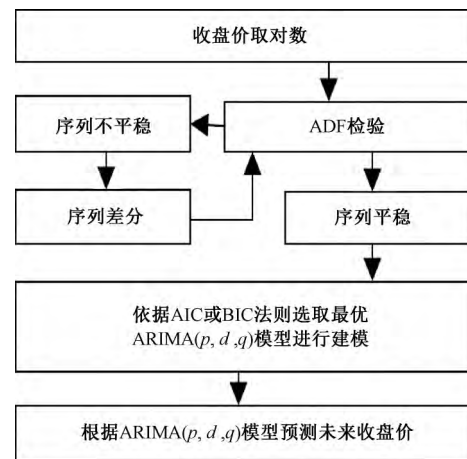 收盘价取对数
序列不平稳
ADF检验
序列差分
序列平稳
依据AIC或BIC法则选取最优
ARIMA(p, d ,q)模型进行建模
根据ARIMA(p, d ,q)模型预测未来收盘价